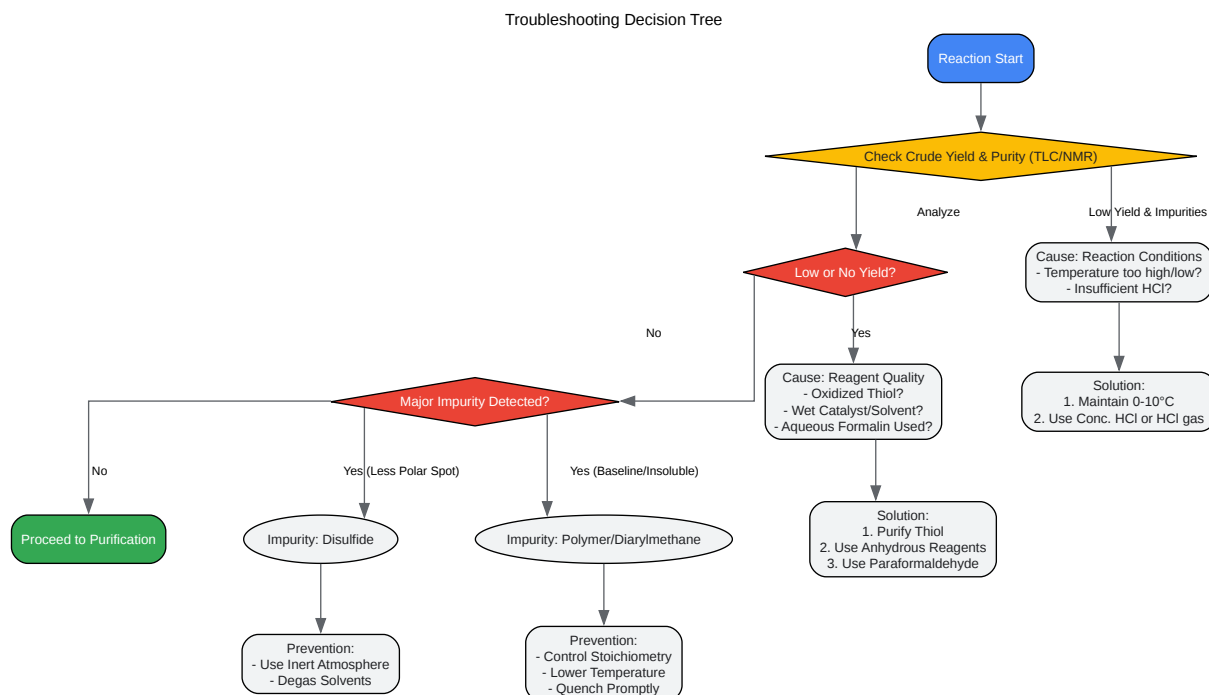 Troubleshooting Decision Tree
Reaction Start
Check Crude Yield & Purity (TLC/NMR)
Analyze
Low Yield & Impurities
Low or No Yield?
Cause: Reaction Conditions
- Temperature too high/low?
- Insufficient HCl?
No
Yes
Major Impurity Detected?
Cause: Reagent Quality
- Oxidized Thiol?
- Wet Catalyst/Solvent?
- Aqueous Formalin Used?
Solution:
1. Maintain 0-10°C
2. Use Conc. HCl or HCl gas
No
Yes (Less Polar Spot)
Yes (Baseline/Insoluble)
Proceed to Purification
Impurity: Disulfide
Impurity: Polymer/Diarylmethane
Solution:
1. Purify Thiol
2. Use Anhydrous Reagents
3. Use Paraformaldehyde
Prevention:
- Use Inert Atmosphere
- Degas Solvents
Prevention:
- Control Stoichiometry
- Lower Temperature
- Quench Promptly